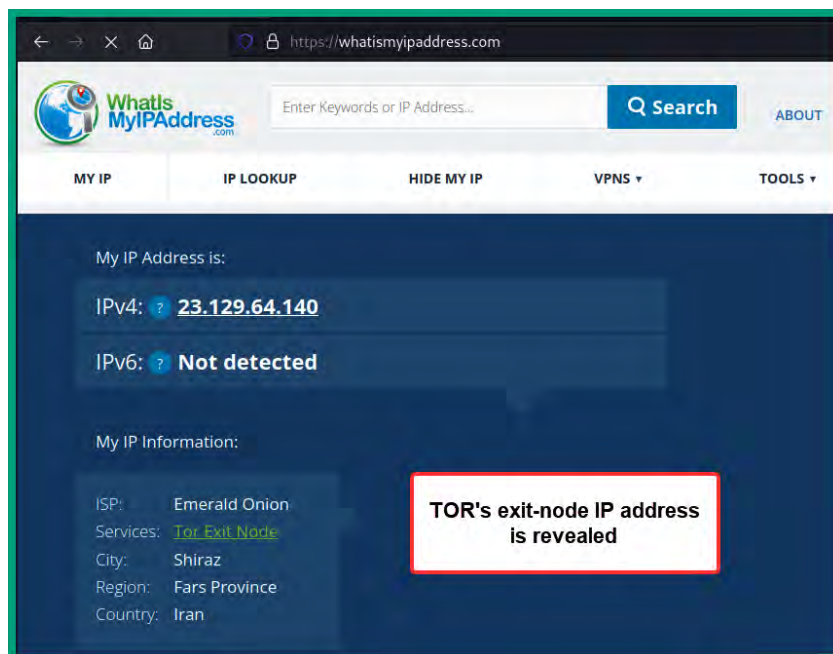 https://whatismyipaddress.com
WhatIs
MyIPAddress
.com
Enter Keywords or IP Address...
Search
ABOUT
MY IP
IP LOOKUP
HIDE MY IP
VPNS ▾
TOOLS ▾
My IP Address is:
IPv4: ? 23.129.64.140
IPv6: ? Not detected
My IP Information:
ISP: Emerald Onion
Services: Tor Exit Node
City: Shiraz
Region: Fars Province
Country: Iran
TOR's exit-node IP address
is revealed